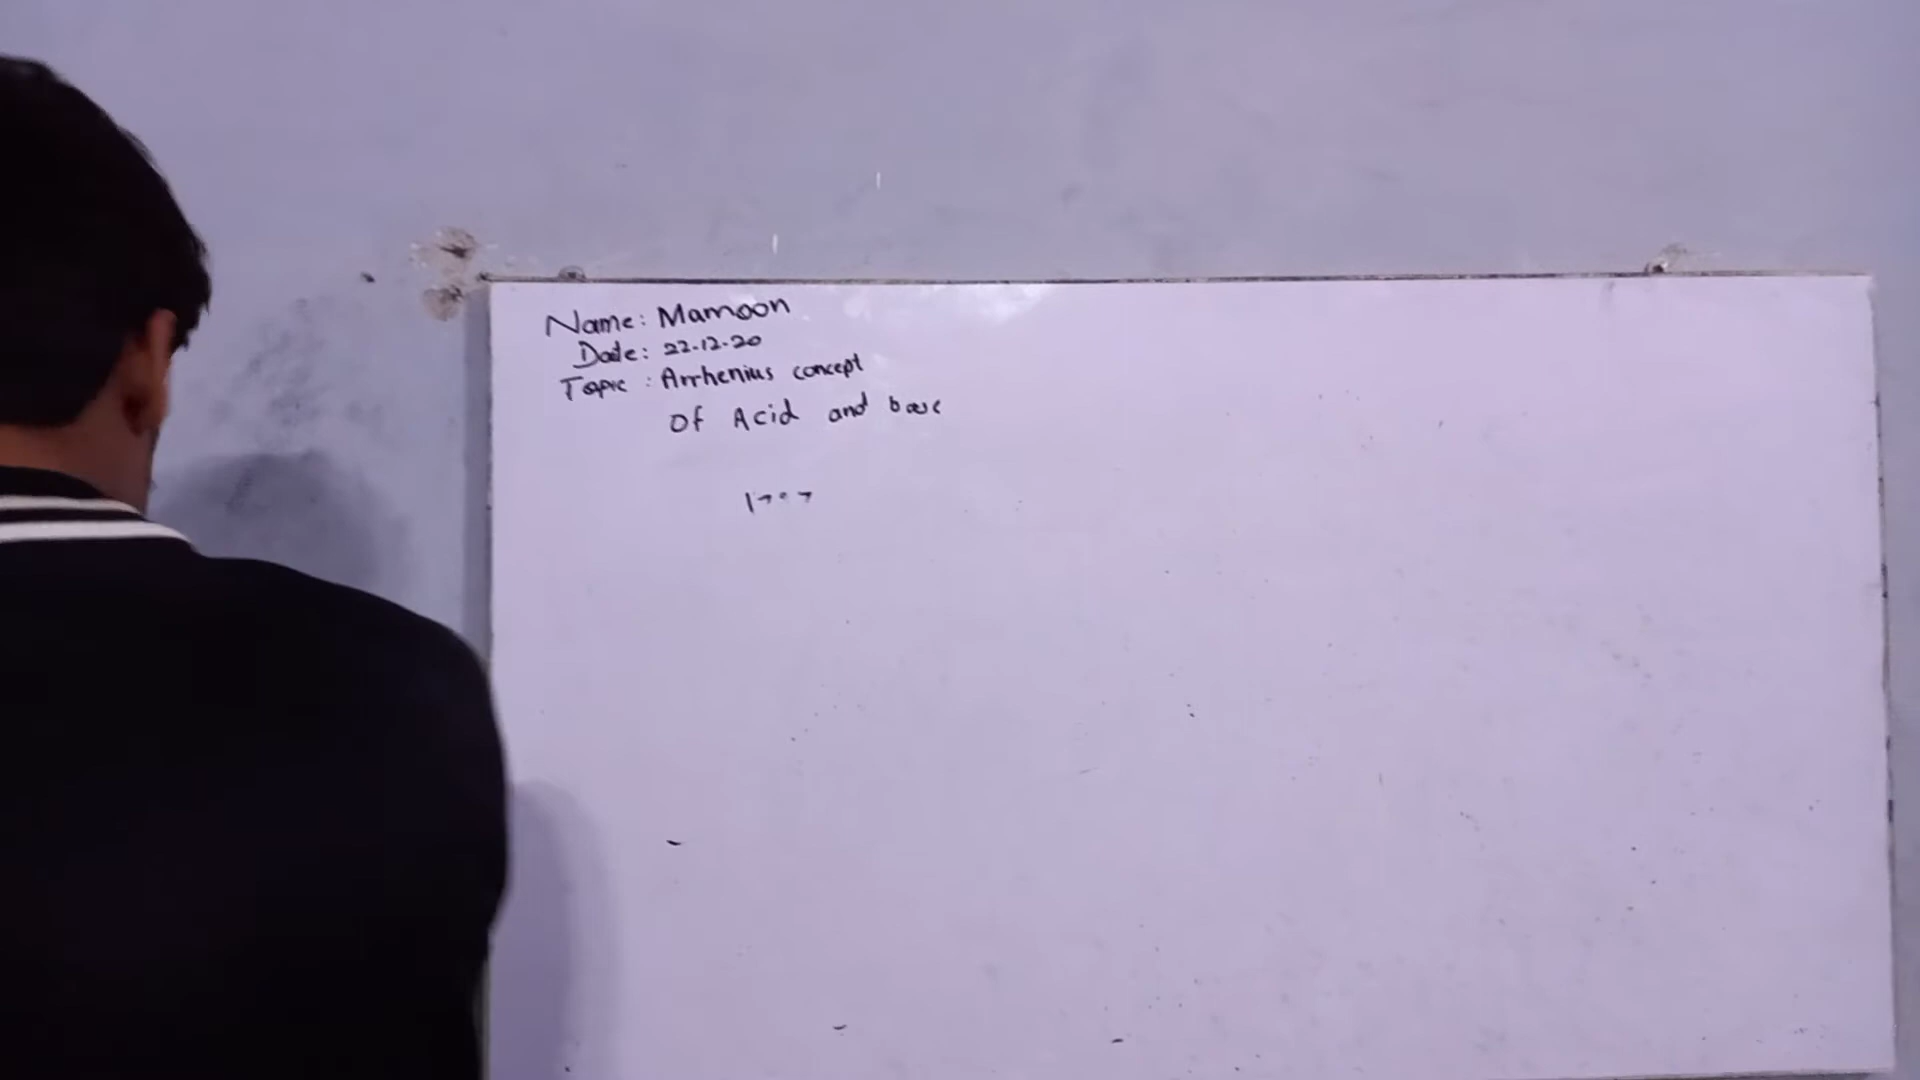 Name: Mamoon
Date: 22.12.20
Topic : Arrhenius concept
Of Acid and base